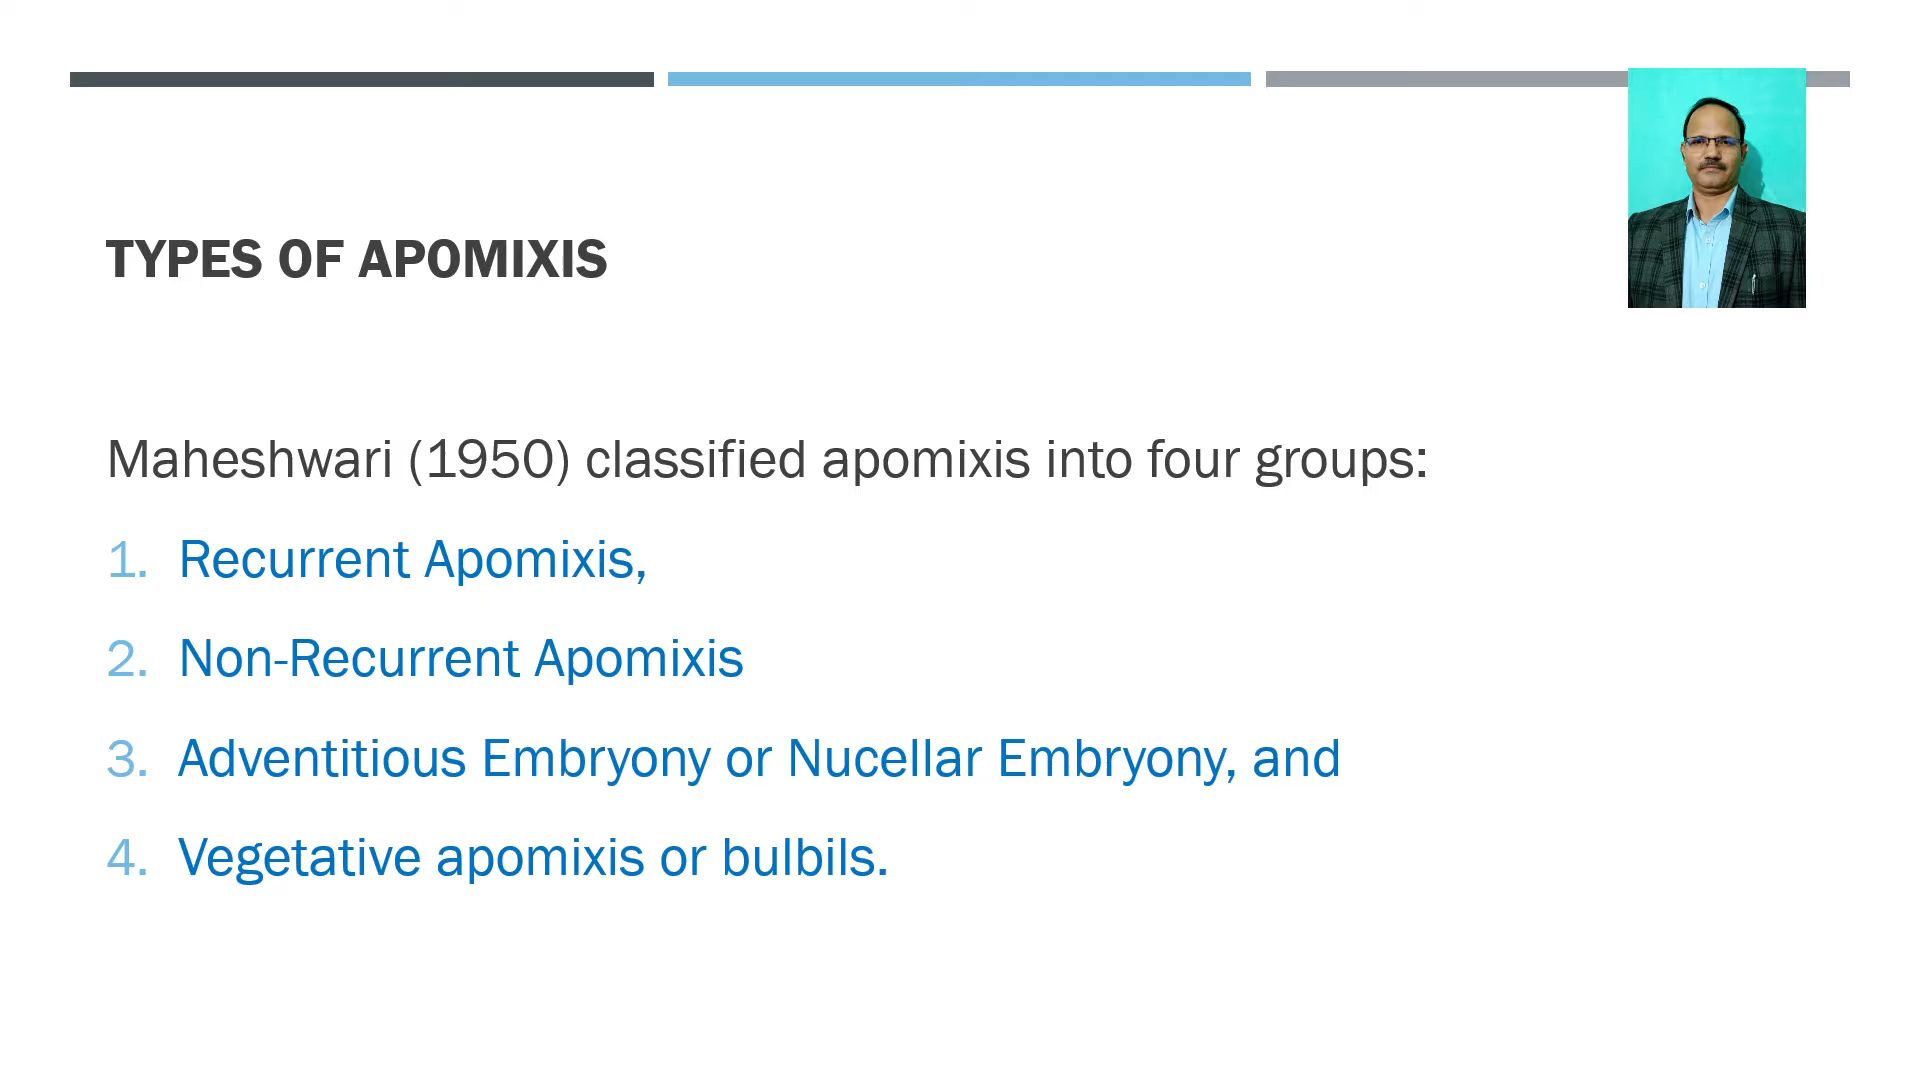 TYPES OF APOMIXIS
Maheshwari (1950) classified apomixis into four groups:
1. Recurrent Apomixis,
2. Non-Recurrent Apomixis
3. Adventitious Embryony or Nucellar Embryony, and
4. Vegetative apomixis or bulbils.